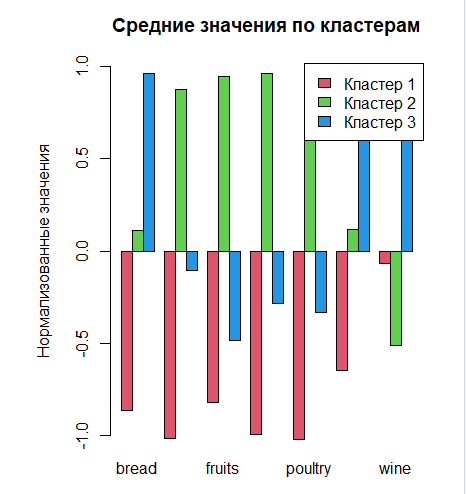 Средние значения по кластерам
Кластер 1
Кластер 2
Кластер 3
Нормализованные значения
1.0
0.5
0.0
-0.5
-1.0
bread fruits poultry wine